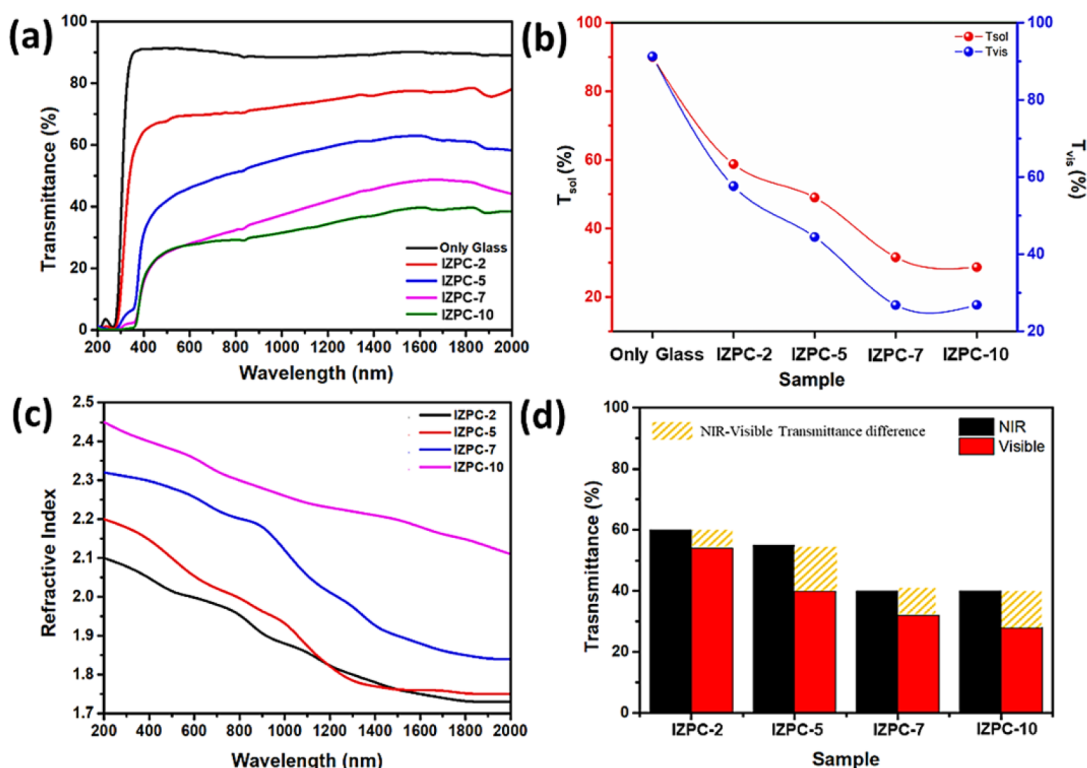 (a)
100
80
60
40
20
0
Transmittance (%)
Only Glass
IZPC-2
IZPC-5
IZPC-7
IZPC-10
200 400 600 800 1000 1200 1400 1600 1800 2000
Wavelength (nm)
(b)
100
80
60
40
20
Tsol (%)
Tsol
Tvis
100
80
60
40
20
Tvis (%)
Only Glass IZPC-2 IZPC-5 IZPC-7 IZPC-10
Sample
(c)
2.5
2.4
2.3
2.2
2.1
2.0
1.9
1.8
1.7
Refractive Index
IZPC-2
IZPC-5
IZPC-7
IZPC-10
200 400 600 800 1000 1200 1400 1600 1800 2000
Wavelength (nm)
(d)
100
80
60
40
20
0
Trasnmittance (%)
NIR-Visible Transmittance difference
NIR
Visible
IZPC-2 IZPC-5 IZPC-7 IZPC-10
Sample